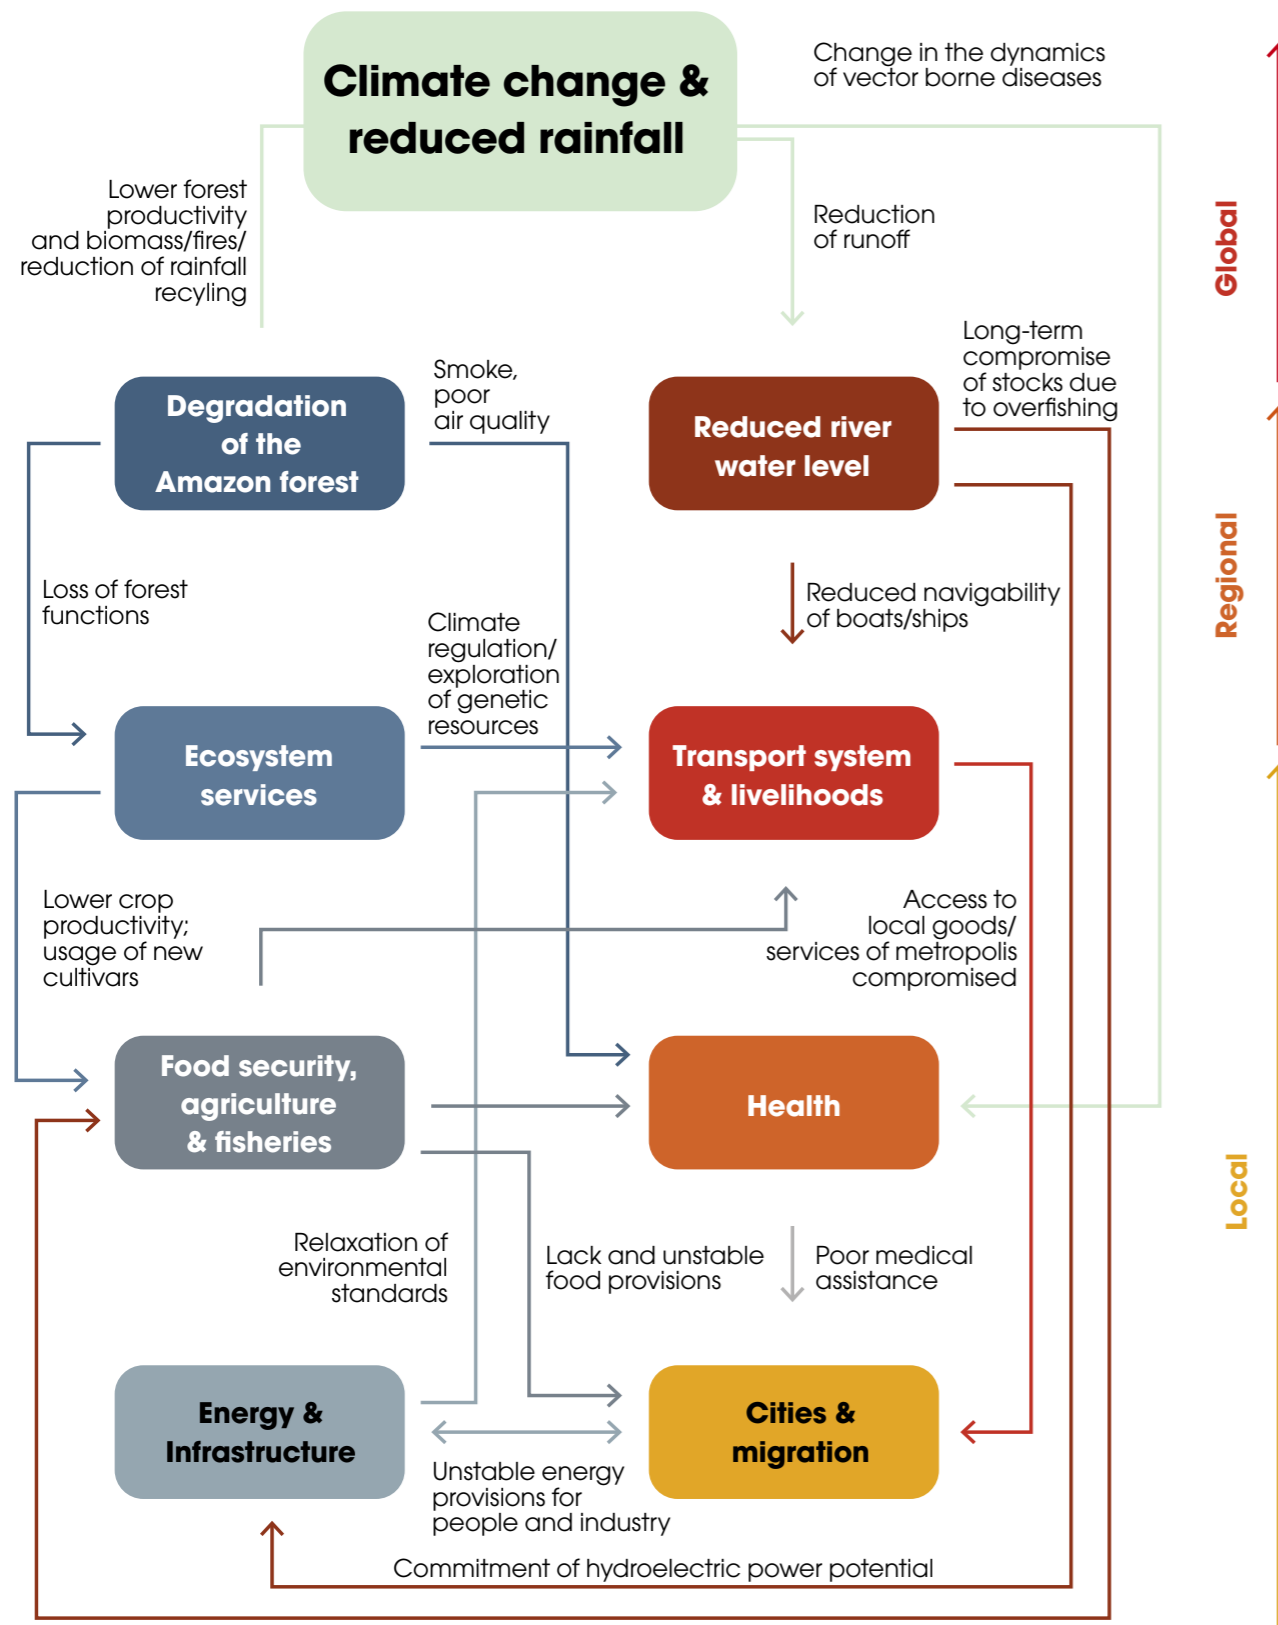 Climate change &
reduced rainfall
Change in the dynamics
of vector borne diseases
Lower forest
productivity
and biomass/fires/
reduction of rainfall
recyling
Reduction
of runoff
Global
Long-term
compromise
of stocks due
to overfishing
Smoke,
poor
air quality
Degradation
of the
Amazon forest
Reduced river
water level
Regional
Loss of forest
functions
Reduced navigability
of boats/ships
Climate
regulation/
exploration
of genetic
resources
Ecosystem
services
Transport system
& livelihoods
Lower crop
productivity;
usage of new
cultivars
Access to
local goods/
services of metropolis
compromised
Food security,
agriculture
& fisheries
Health
Local
Relaxation of
environmental
standards
Lack and unstable
food provisions
Poor medical
assistance
Energy &
Infrastructure
Cities &
migration
Unstable energy
provisions for
people and industry
Commitment of hydroelectric power potential